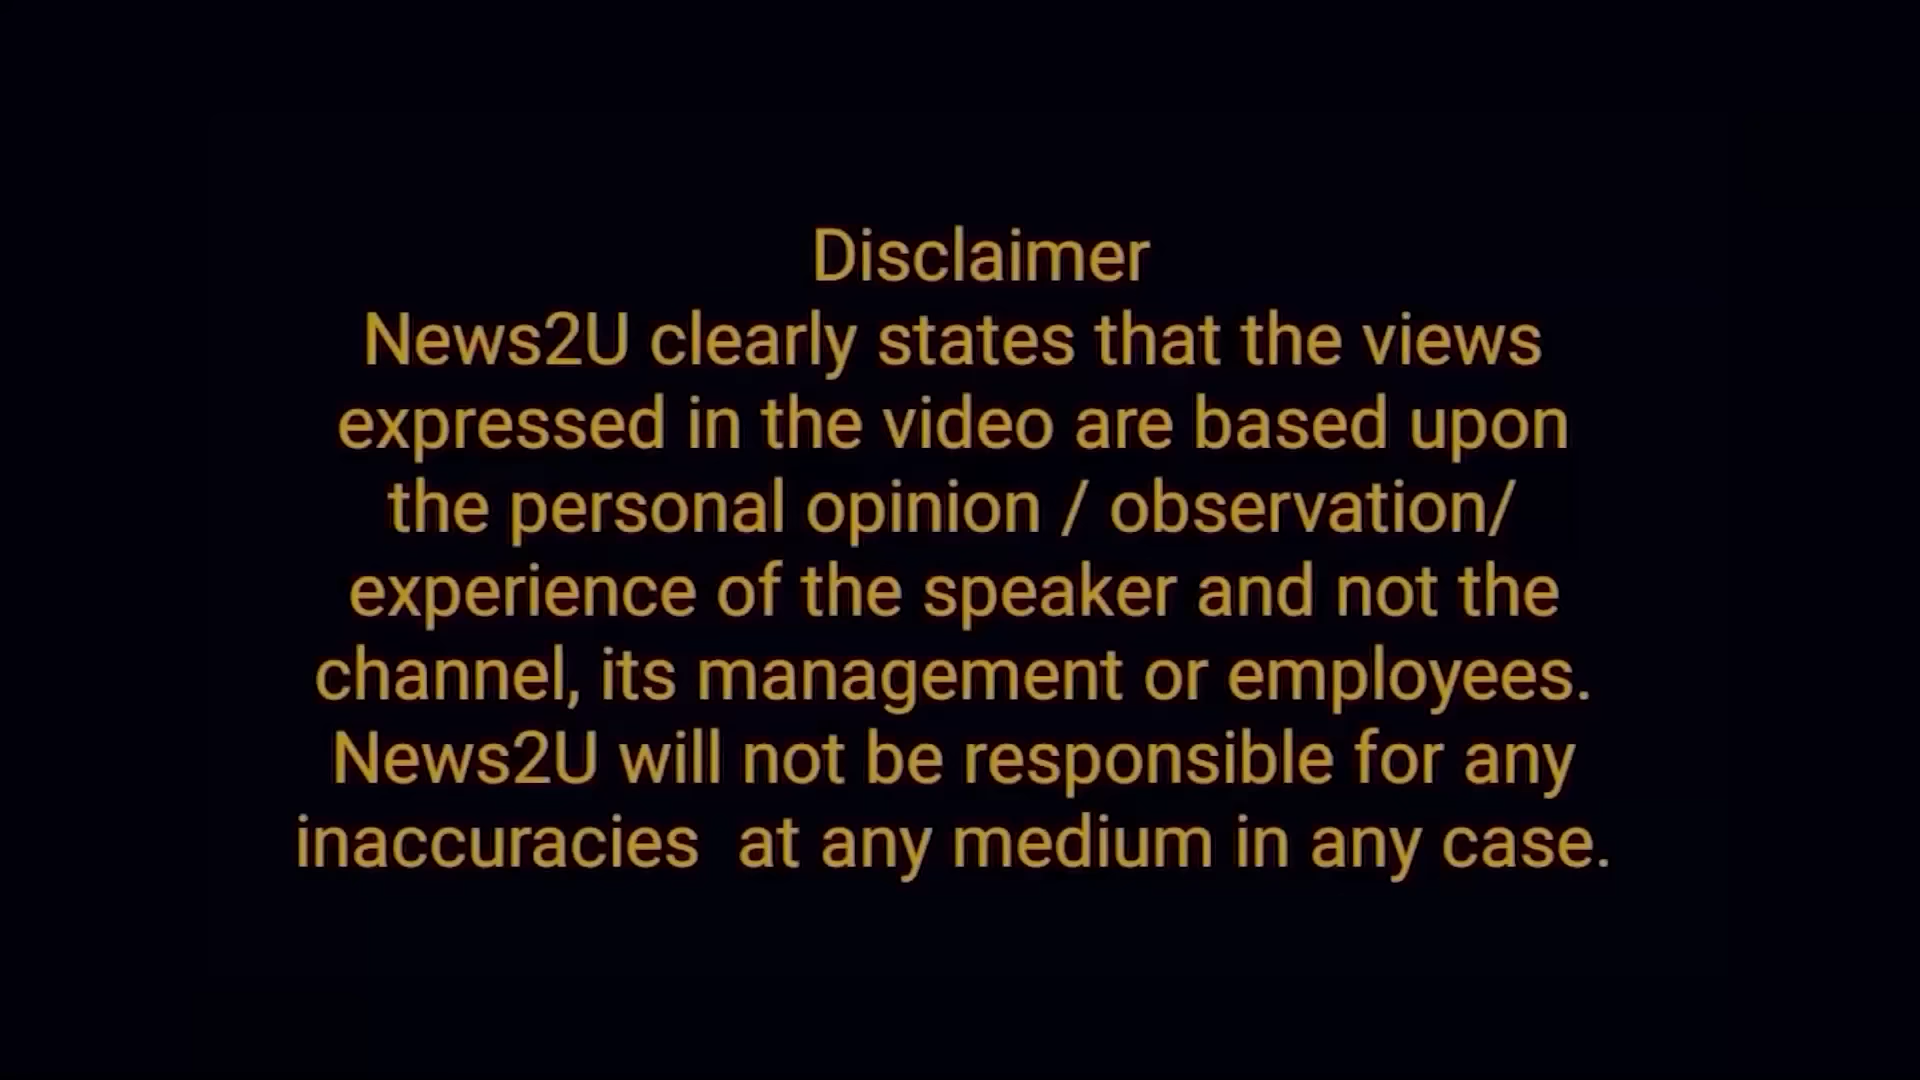 Disclaimer
News2U clearly states that the views
expressed in the video are based upon
the personal opinion / observation/
experience of the speaker and not the
channel, its management or employees.
News2U will not be responsible for any
inaccuracies  at any medium in any case.